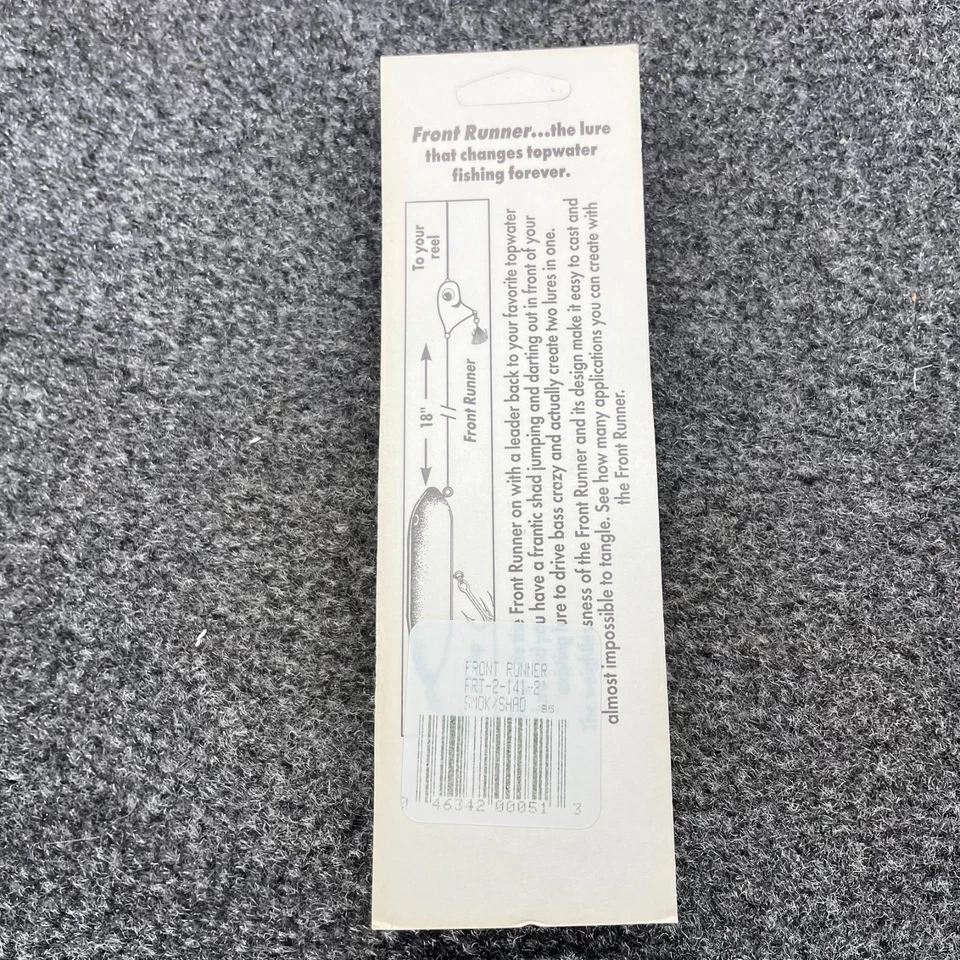 Front Runner...the lure
that changes topwater
fishing forever.
To your
reel
18"
Front Runner
Front Runner on with a leader back to your favorite topwater
have a frantic shad jumping and darting out in front of your
to drive bass crazy and actually create two lures in one.
of the Front Runner and its design make it easy to cast and
almost impossible to tangle. See how many applications you can create with
the Front Runner.
FRONT RUNNER
FRT-2-141-2
SMOK/SHAD 85
0 46342 00051 3